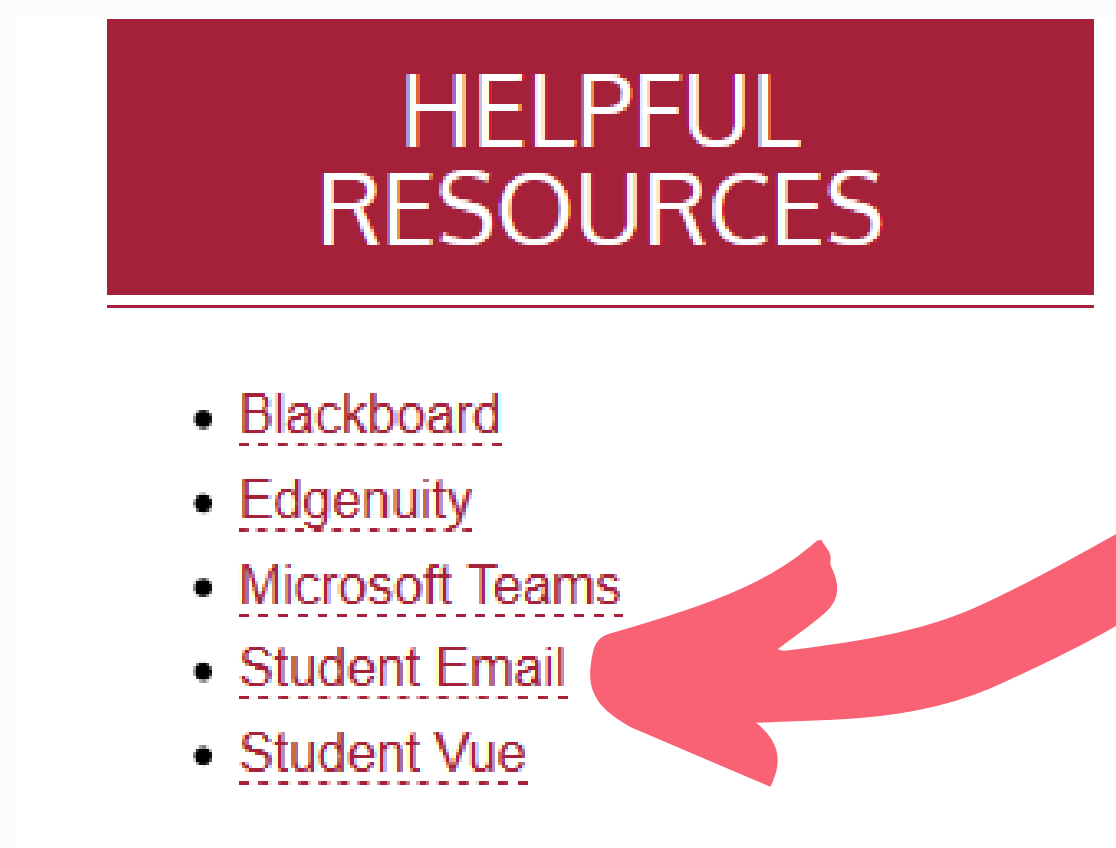 HELPFUL
RESOURCES
Blackboard
Edgenuity
Microsoft Teams
Student Email
Student Vue